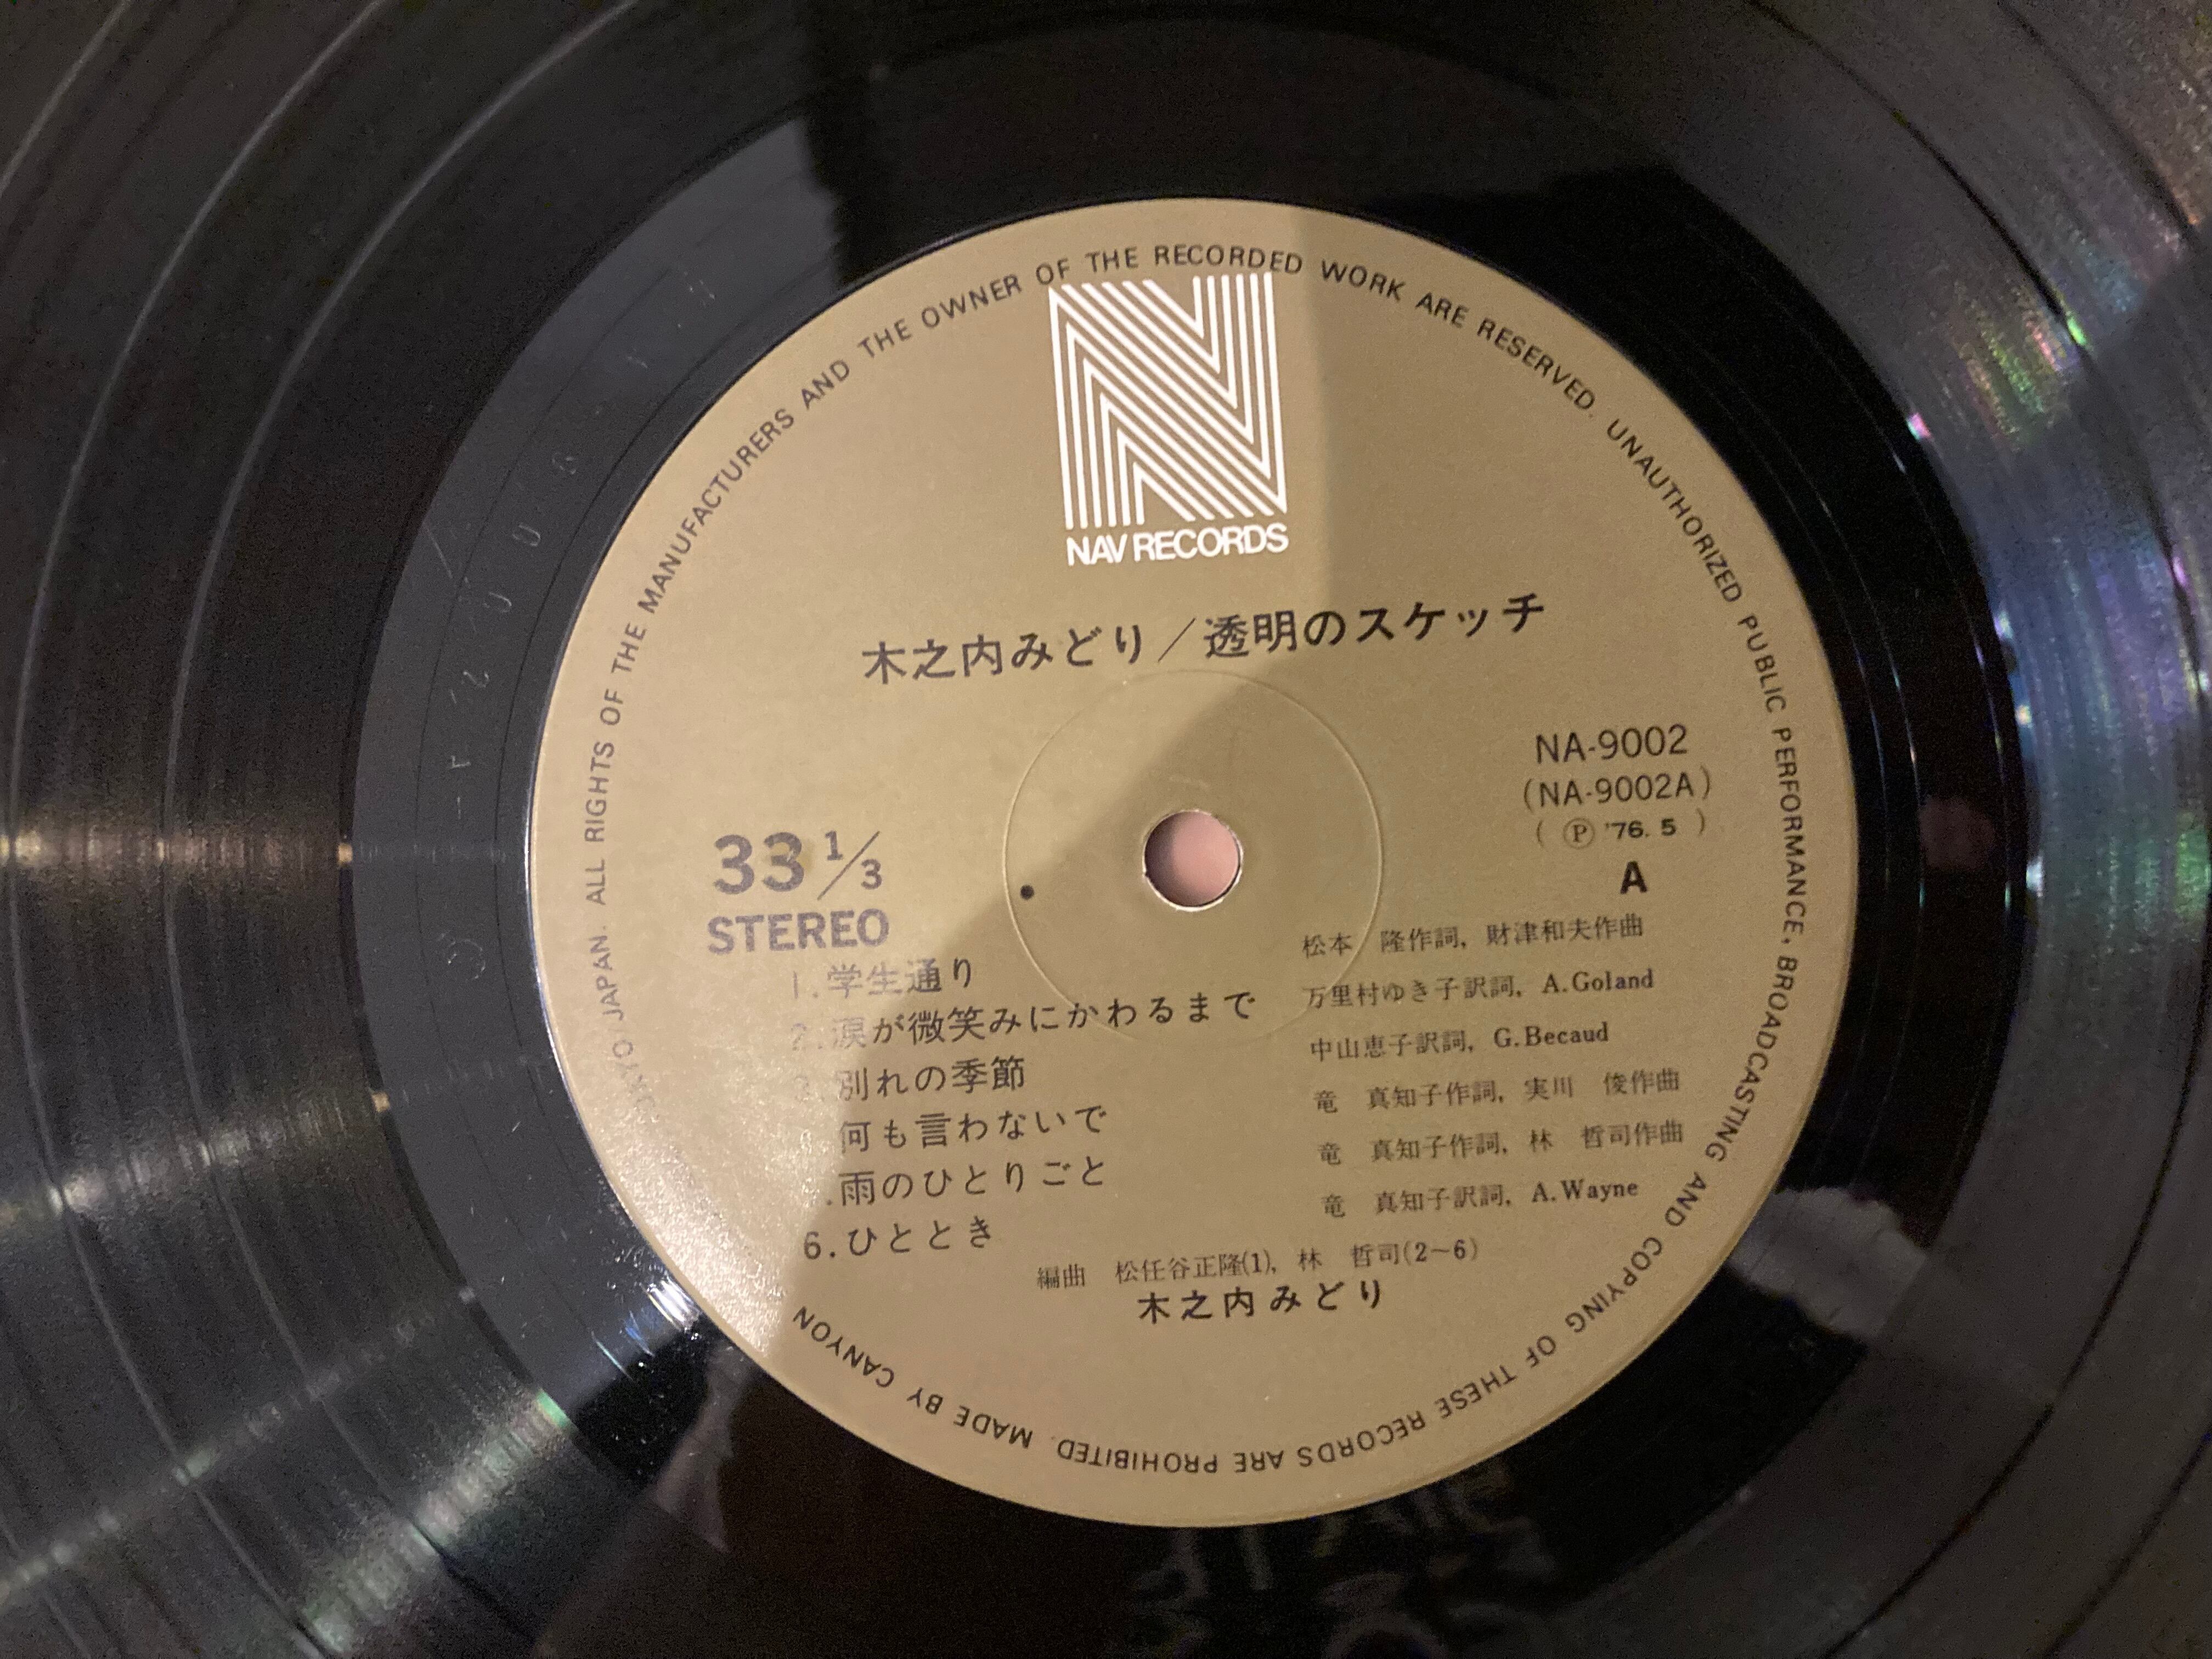 TOKYO JAPAN. ALL RIGHTS OF THE MANUFACTURERS AND THE OWNER OF THE RECORDED WORK ARE RESERVED. UNAUTHORIZED PUBLIC PERFORMANCE, BROADCASTING AND COPYING OF THESE RECORDS ARE PROHIBITED. MADE BY CANYON
NAV RECORDS
木之内みどり／透明のスケッチ
NA-9002
(NA-9002A)
(Ⓟ '76. 5)
33 1/3
STEREO
A
1.学生通り 松本 隆作詞, 財津和夫作曲
2.涙が微笑みにかわるまで 万里村ゆき子訳詞, A.Goland
3.別れの季節 中山恵子訳詞, G.Becaud
何も言わないで 竜 真知子作詞, 実川 俊作曲
.雨のひとりごと 竜 真知子作詞, 林 哲司作曲
6.ひととき 竜 真知子訳詞, A.Wayne
編曲 松任谷正隆(1), 林 哲司(2~6)
木之内みどり